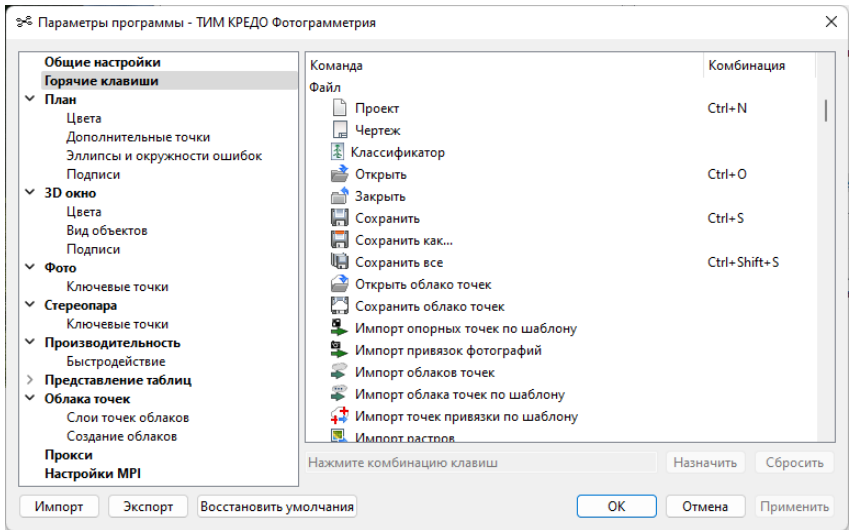 Параметры программы - ТИМ КРЕДО Фотограмметрия
Общие настройки
Горячие клавиши
План
Цвета
Дополнительные точки
Эллипсы и окружности ошибок
Подписи
3D окно
Цвета
Вид объектов
Подписи
Фото
Ключевые точки
Стереопара
Ключевые точки
Производительность
Быстродействие
Представление таблиц
Облака точек
Слои точек облаков
Создание облаков
Прокси
Настройки MPI
Команда Комбинация
Файл
Проект Ctrl+N
Чертеж
Классификатор
Открыть Ctrl+O
Закрыть
Сохранить Ctrl+S
Сохранить как...
Сохранить все Ctrl+Shift+S
Открыть облако точек
Сохранить облако точек
Импорт опорных точек по шаблону
Импорт привязок фотографий
Импорт облаков точек
Импорт облака точек по шаблону
Импорт точек привязки по шаблону
Импорт растров
Нажмите комбинацию клавиш Назначить Сбросить
Импорт Экспорт Восстановить умолчания OK Отмена Применить